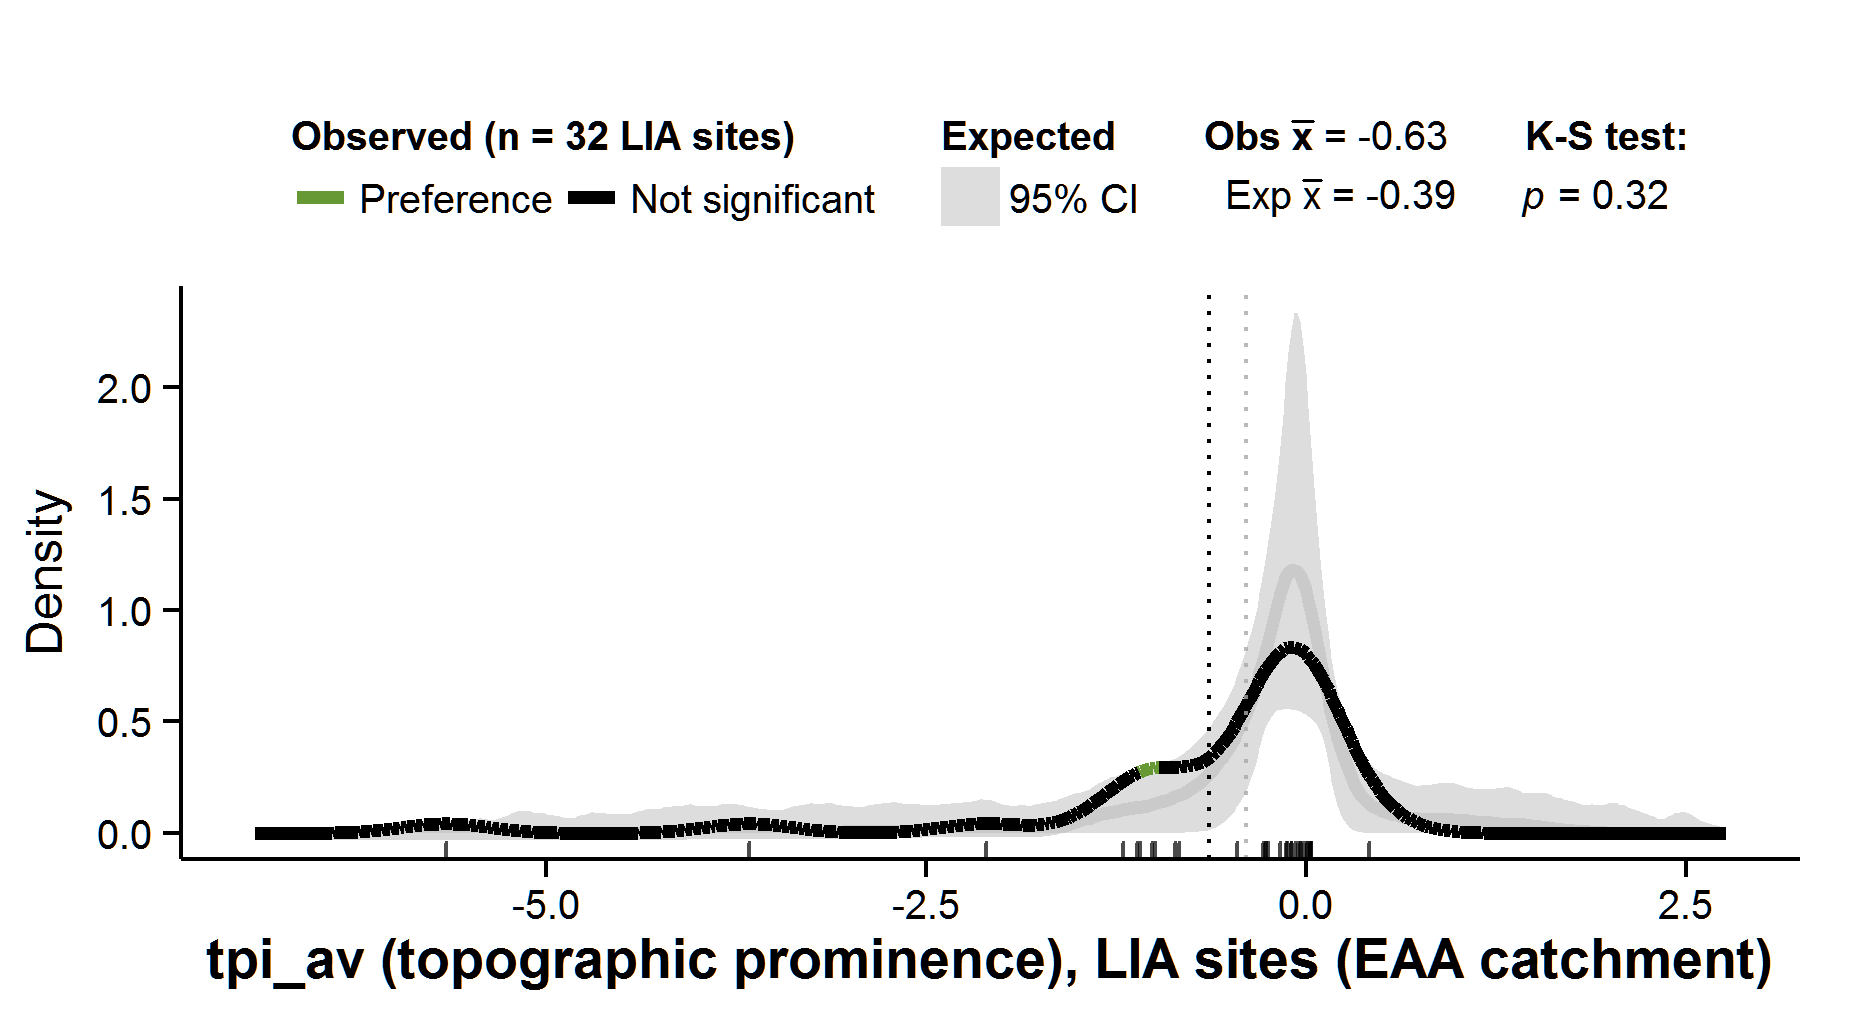 Observed (n = 32 LIA sites) Expected Obs x̅ = -0.63 K-S test:
Preference Not significant 95% CI Exp x̅ = -0.39 p = 0.32
2.0
1.5
1.0
0.5
0.0
Density
-5.0 -2.5 0.0 2.5
tpi_av (topographic prominence), LIA sites (EAA catchment)